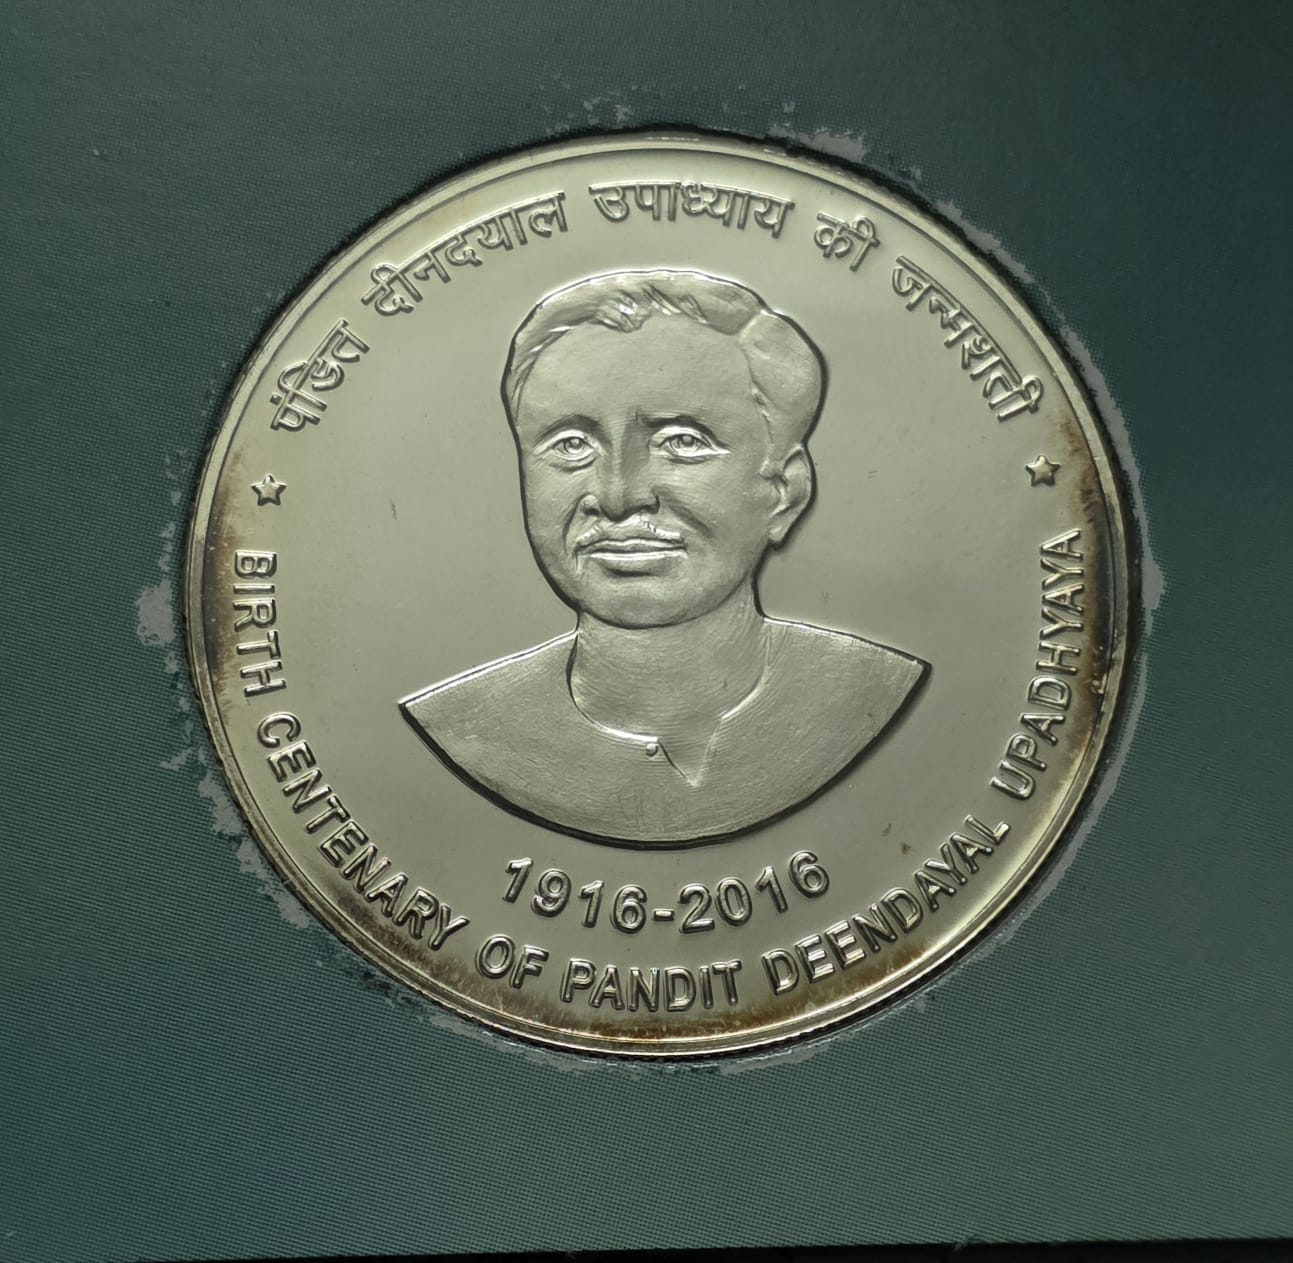 पंडित दीनदयाल उपाध्याय की जन्मशती
1916-2016
BIRTH CENTENARY OF PANDIT DEENDAYAL UPADHYAYA